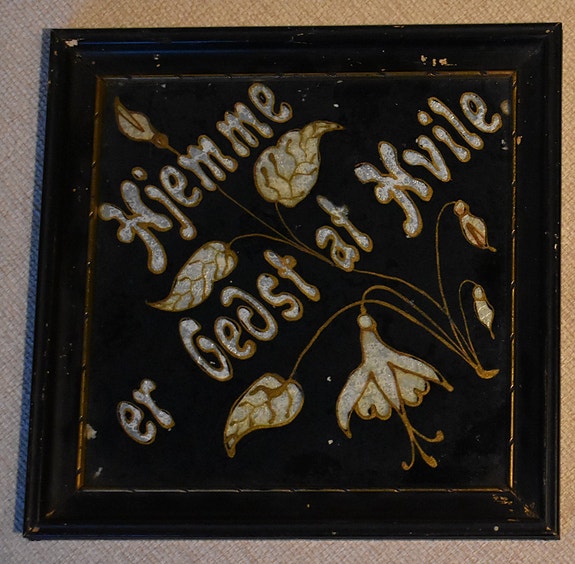 Hjemme
er bedst at Hvile.